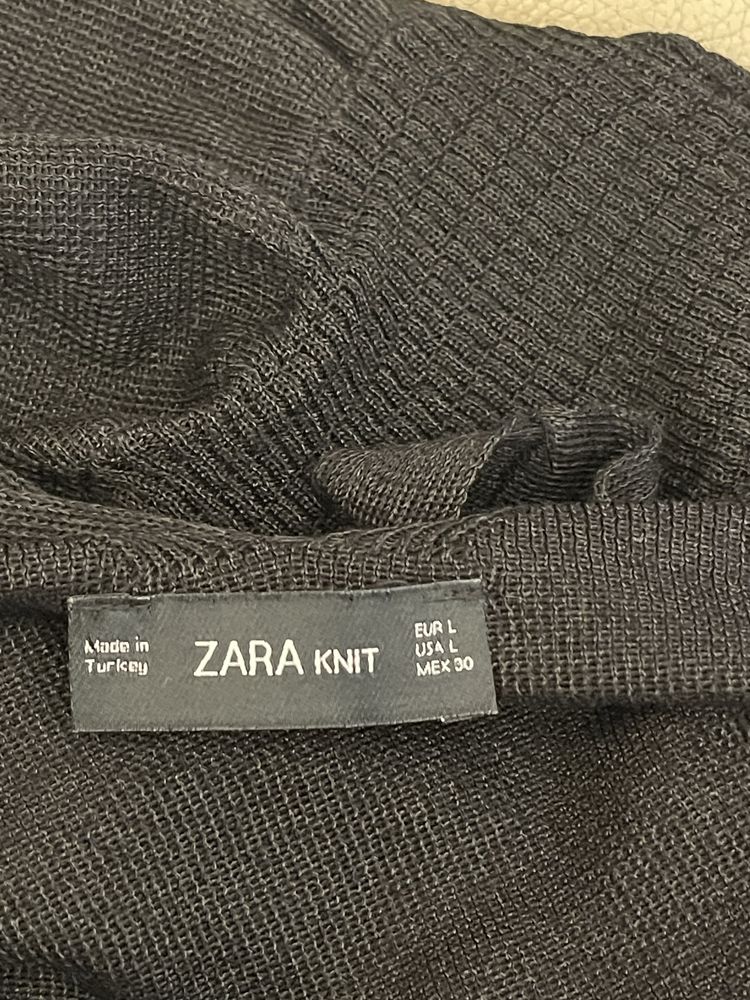 Made in
Turkey
ZARA KNIT
EUR L
USA L
MEX 30